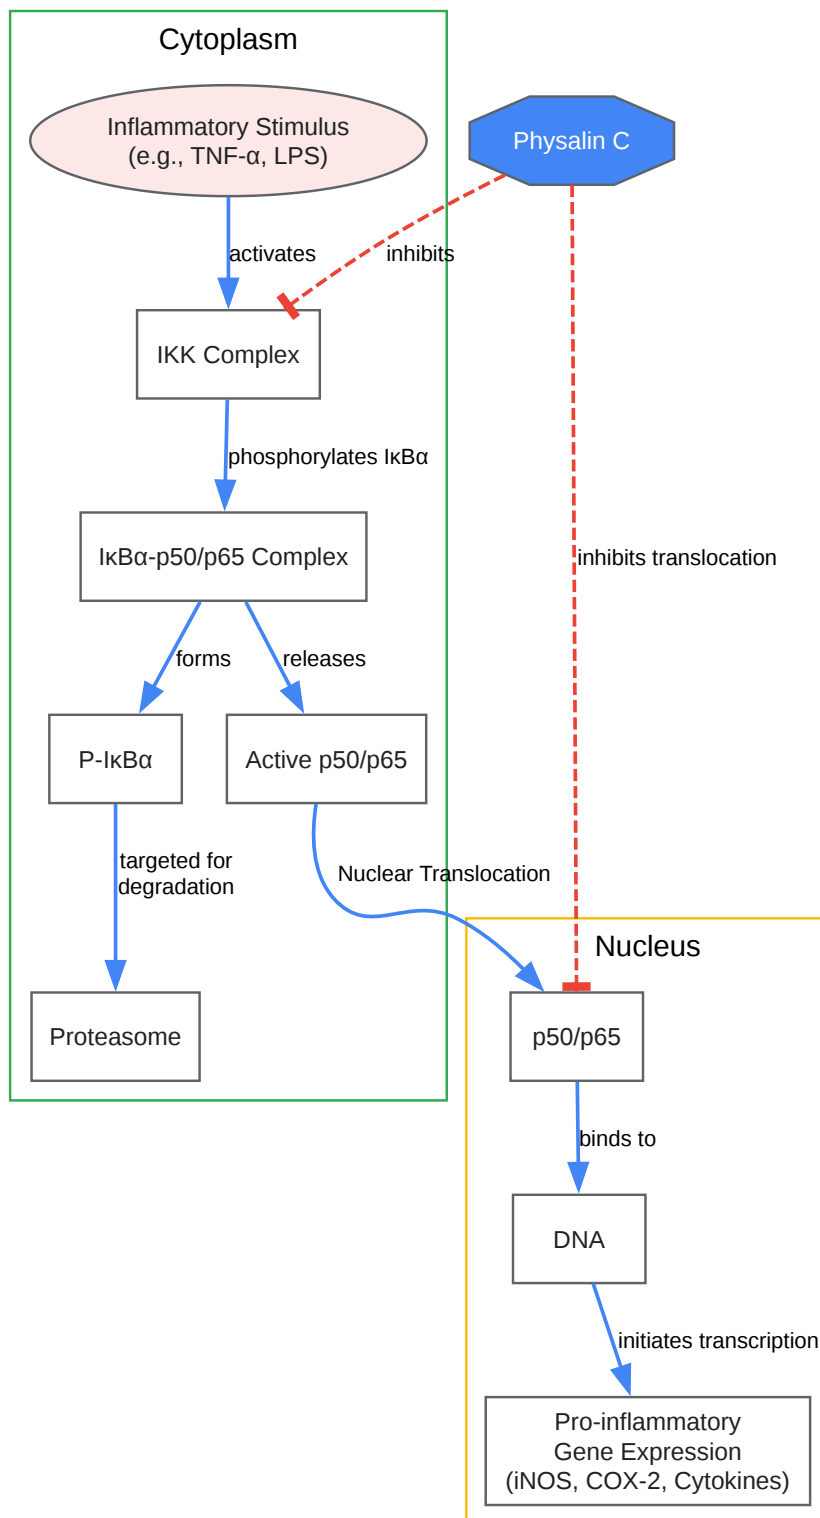 Cytoplasm
Inflammatory Stimulus
(e.g., TNF-α, LPS)
Physalin C
activates
inhibits
IKK Complex
phosphorylates IκBα
IκBα-p50/p65 Complex
inhibits translocation
forms
releases
P-IκBα
Active p50/p65
targeted for
degradation
Nuclear Translocation
Nucleus
Proteasome
p50/p65
binds to
DNA
initiates transcription
Pro-inflammatory
Gene Expression
(iNOS, COX-2, Cytokines)